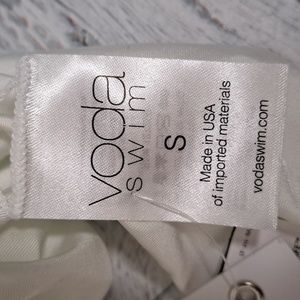 voda
swim
S
Made in USA
of imported materials
vodaswim.com